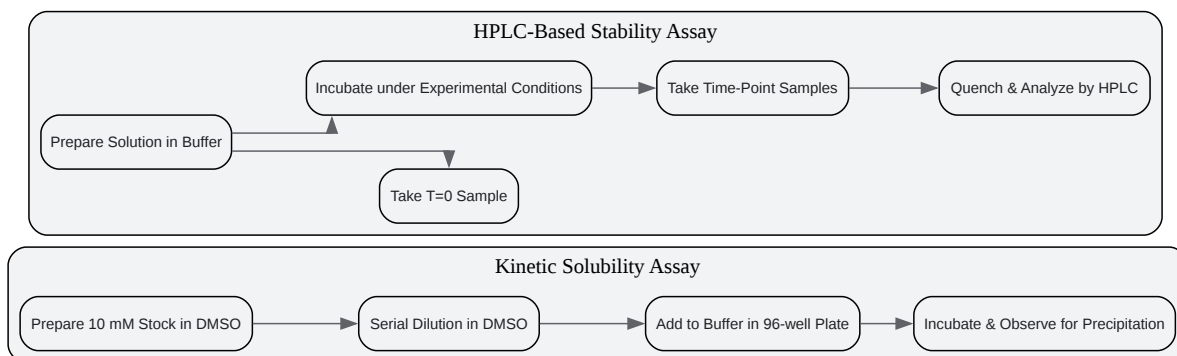 HPLC-Based Stability Assay
Incubate under Experimental Conditions
Take Time-Point Samples
Quench & Analyze by HPLC
Prepare Solution in Buffer
Take T=0 Sample
Kinetic Solubility Assay
Prepare 10 mM Stock in DMSO
Serial Dilution in DMSO
Add to Buffer in 96-well Plate
Incubate & Observe for Precipitation